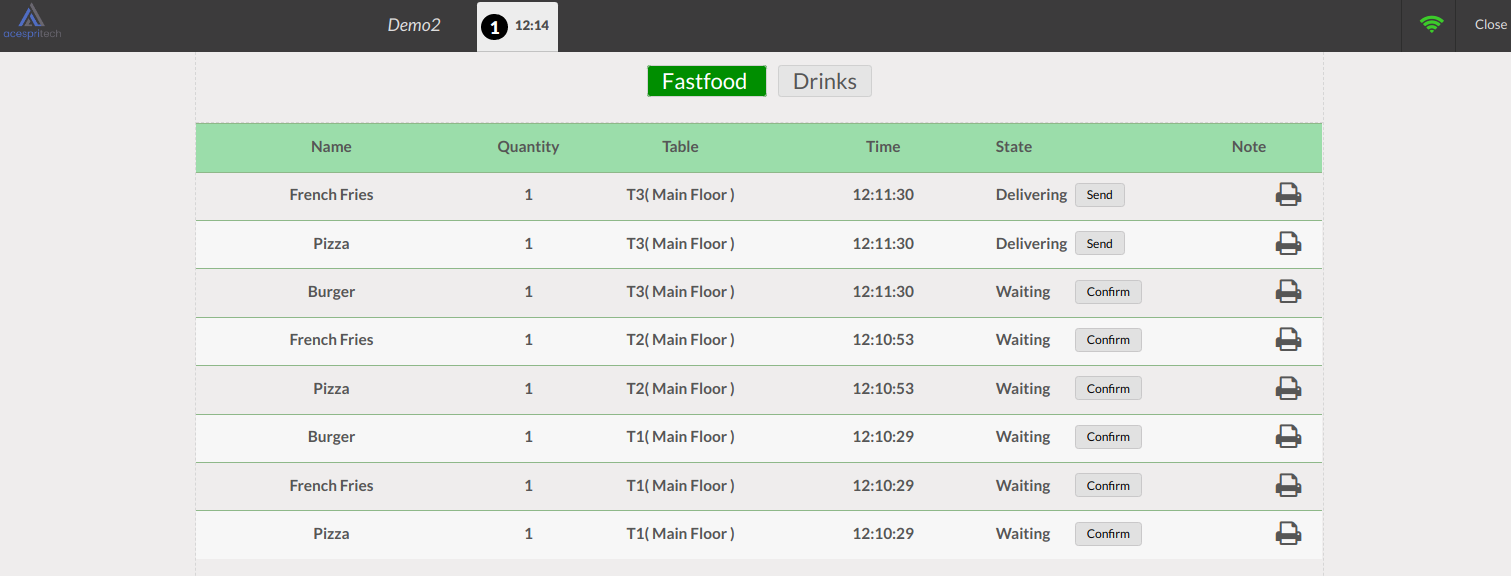 acespritech
Demo2
1 12:14
Close
Fastfood Drinks
Name Quantity Table Time State Note
French Fries 1 T3( Main Floor ) 12:11:30 Delivering Send
Pizza 1 T3( Main Floor ) 12:11:30 Delivering Send
Burger 1 T3( Main Floor ) 12:11:30 Waiting Confirm
French Fries 1 T2( Main Floor ) 12:10:53 Waiting Confirm
Pizza 1 T2( Main Floor ) 12:10:53 Waiting Confirm
Burger 1 T1( Main Floor ) 12:10:29 Waiting Confirm
French Fries 1 T1( Main Floor ) 12:10:29 Waiting Confirm
Pizza 1 T1( Main Floor ) 12:10:29 Waiting Confirm